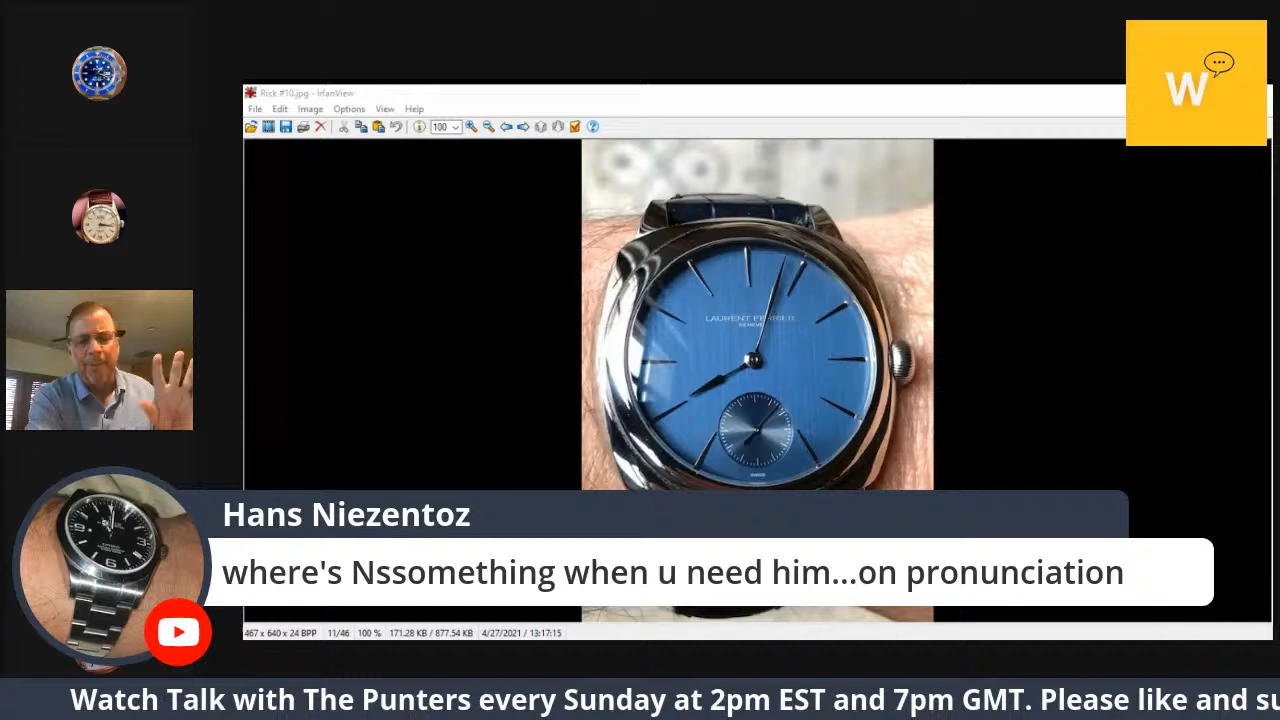 Rick #10.jpg - IrfanView
File Edit Image Options View Help
100
W
LAURENT FERRIER
GENEVE
Hans Niezentoz
where's Nssomething when u need him...on pronunciation
467 x 640 x 24 BPP 11/46 100 % 171.28 KB / 877.54 KB 4/27/2021 / 13:17:15
Watch Talk with The Punters every Sunday at 2pm EST and 7pm GMT. Please like and su